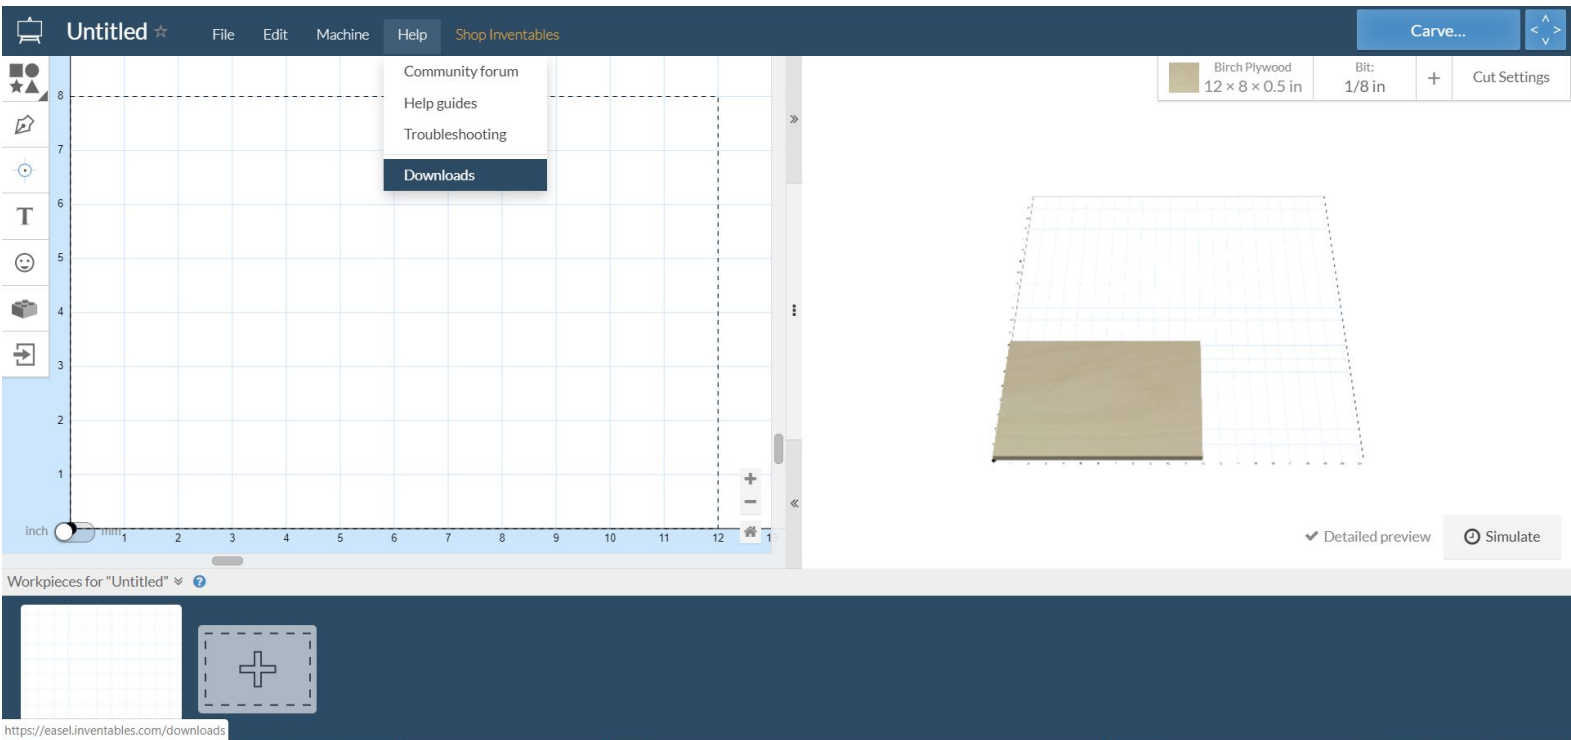 Untitled ☆
File Edit Machine Help Shop Inventables
Carve...
Community forum
Help guides
Troubleshooting
Downloads
Birch Plywood
12 × 8 × 0.5 in
Bit:
1/8 in
+
Cut Settings
T
8
7
6
5
4
3
2
1
inch
mm
1 2 3 4 5 6 7 8 9 10 11 12
Detailed preview
Simulate
Workpieces for "Untitled"
?
https://easel.inventables.com/downloads